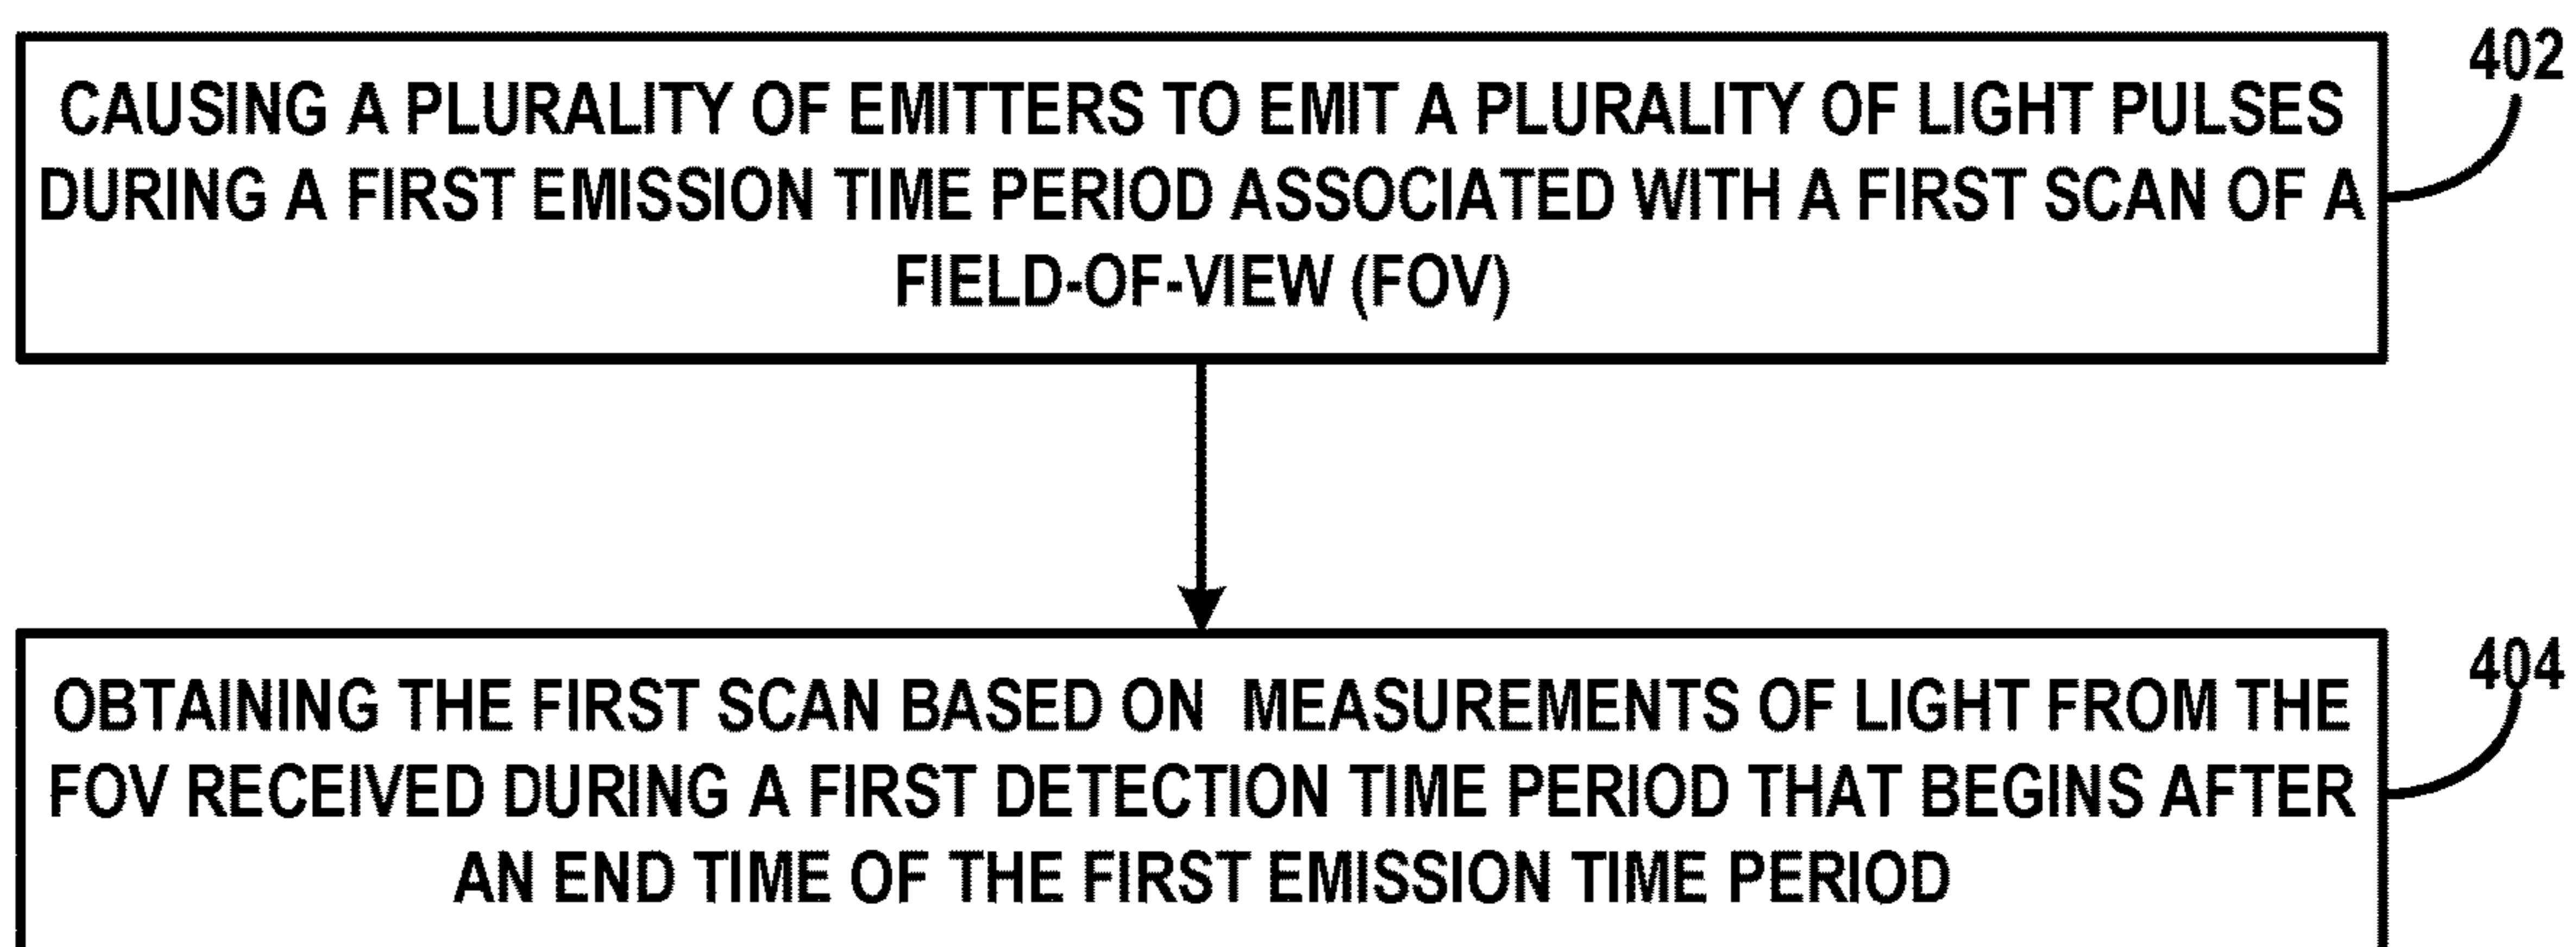 402
CAUSING A PLURALITY OF EMITTERS TO EMIT A PLURALITY OF LIGHT PULSES
DURING A FIRST EMISSION TIME PERIOD ASSOCIATED WITH A FIRST SCAN OF A
FIELD-OF-VIEW (FOV)
404
OBTAINING THE FIRST SCAN BASED ON MEASUREMENTS OF LIGHT FROM THE
FOV RECEIVED DURING A FIRST DETECTION TIME PERIOD THAT BEGINS AFTER
AN END TIME OF THE FIRST EMISSION TIME PERIOD